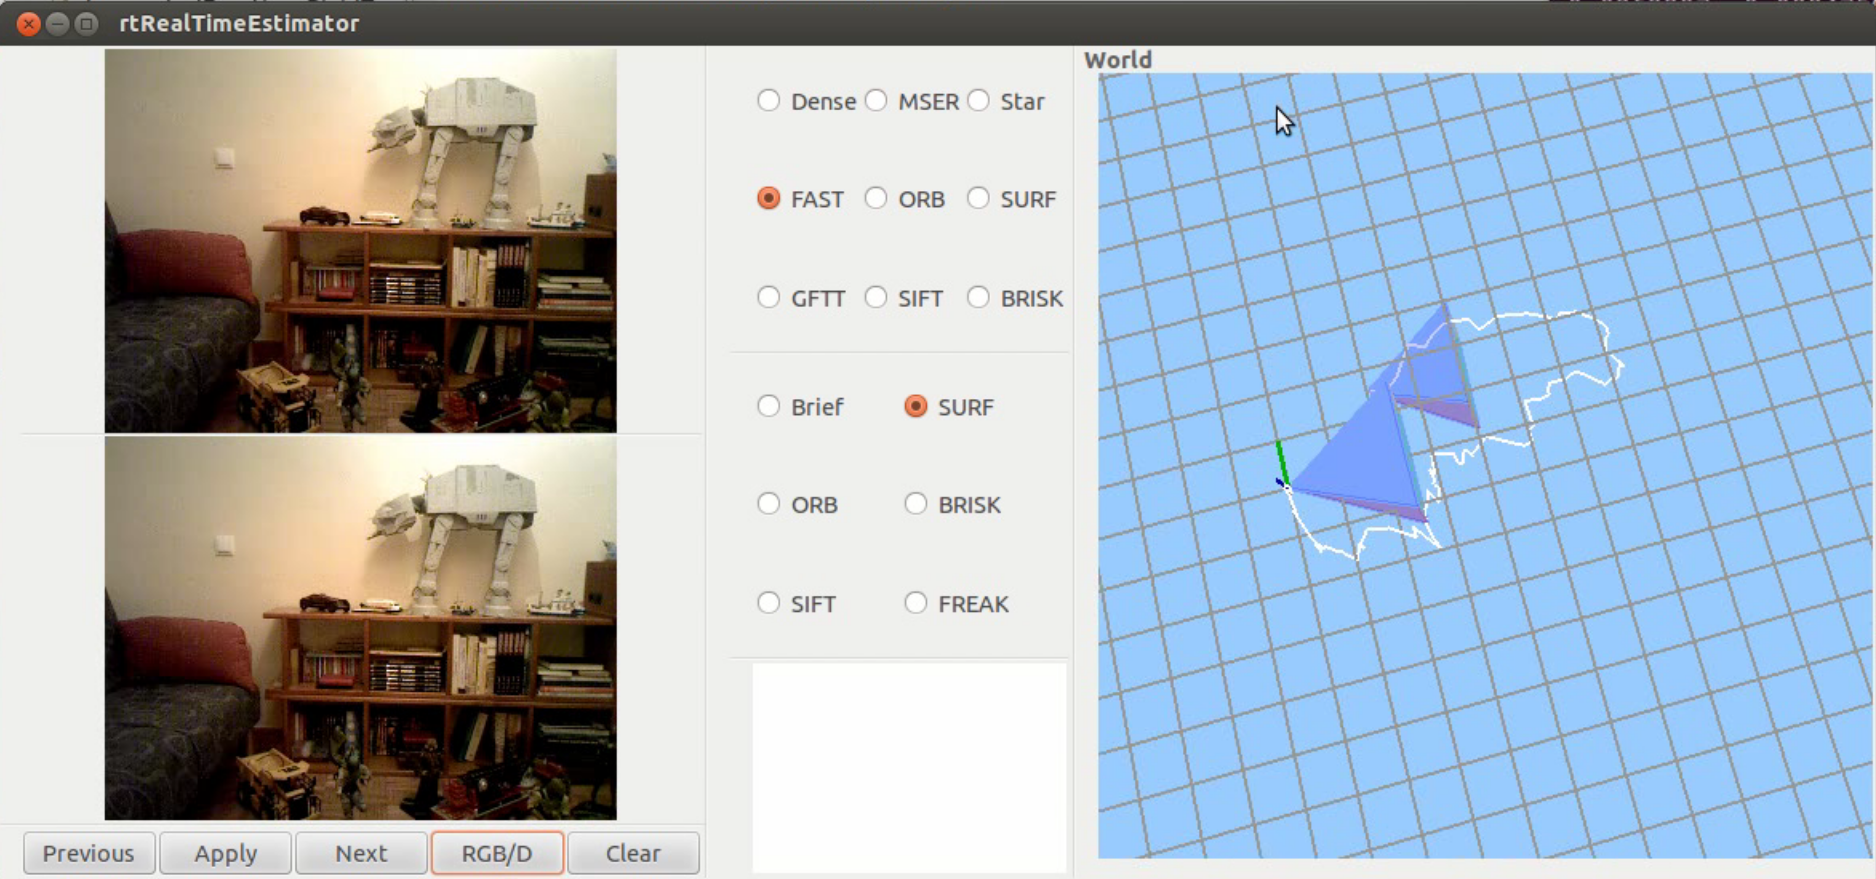 rtRealTimeEstimator
Dense MSER Star
FAST ORB SURF
GFTT SIFT BRISK
Brief SURF
ORB BRISK
SIFT FREAK
World
Previous Apply Next RGB/D Clear